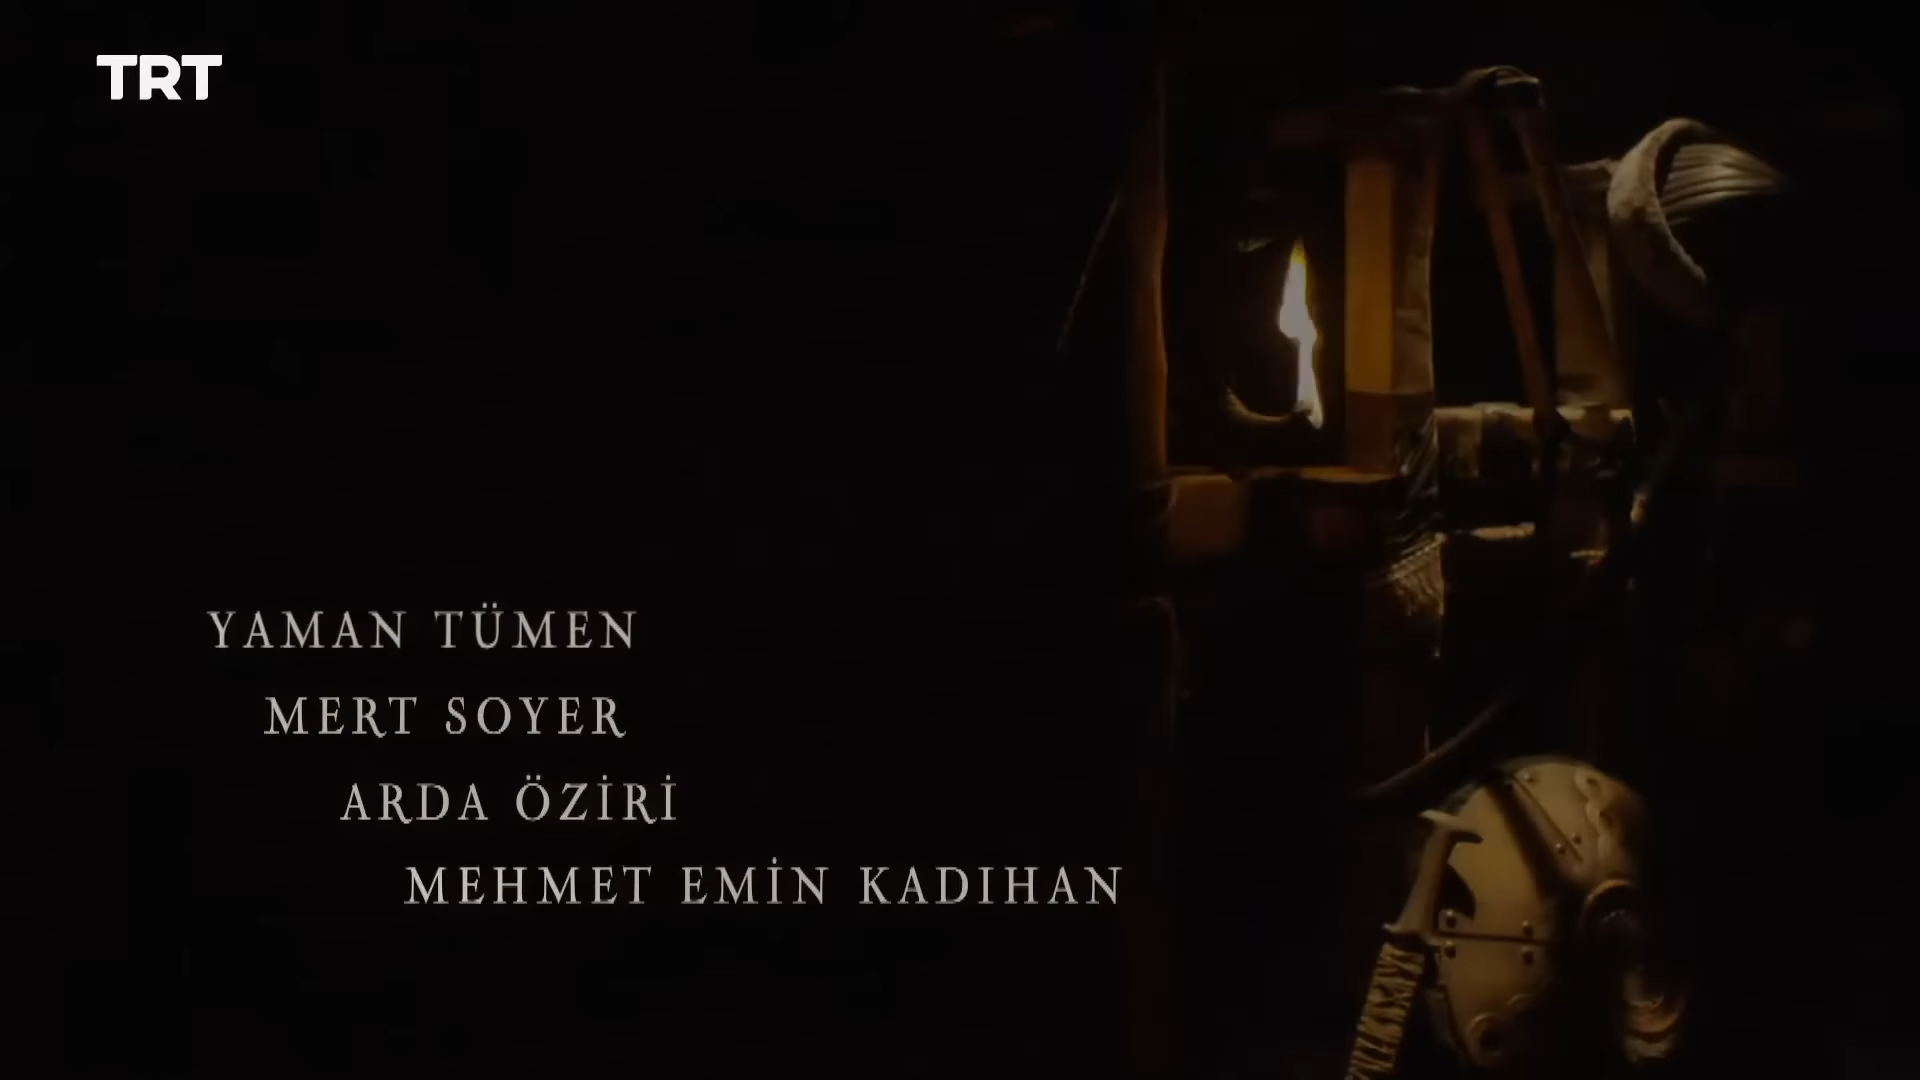 TRT
YAMAN TÜMEN
MERT SOYER
ARDA ÖZİRİ
MEHMET EMİN KADIHAN